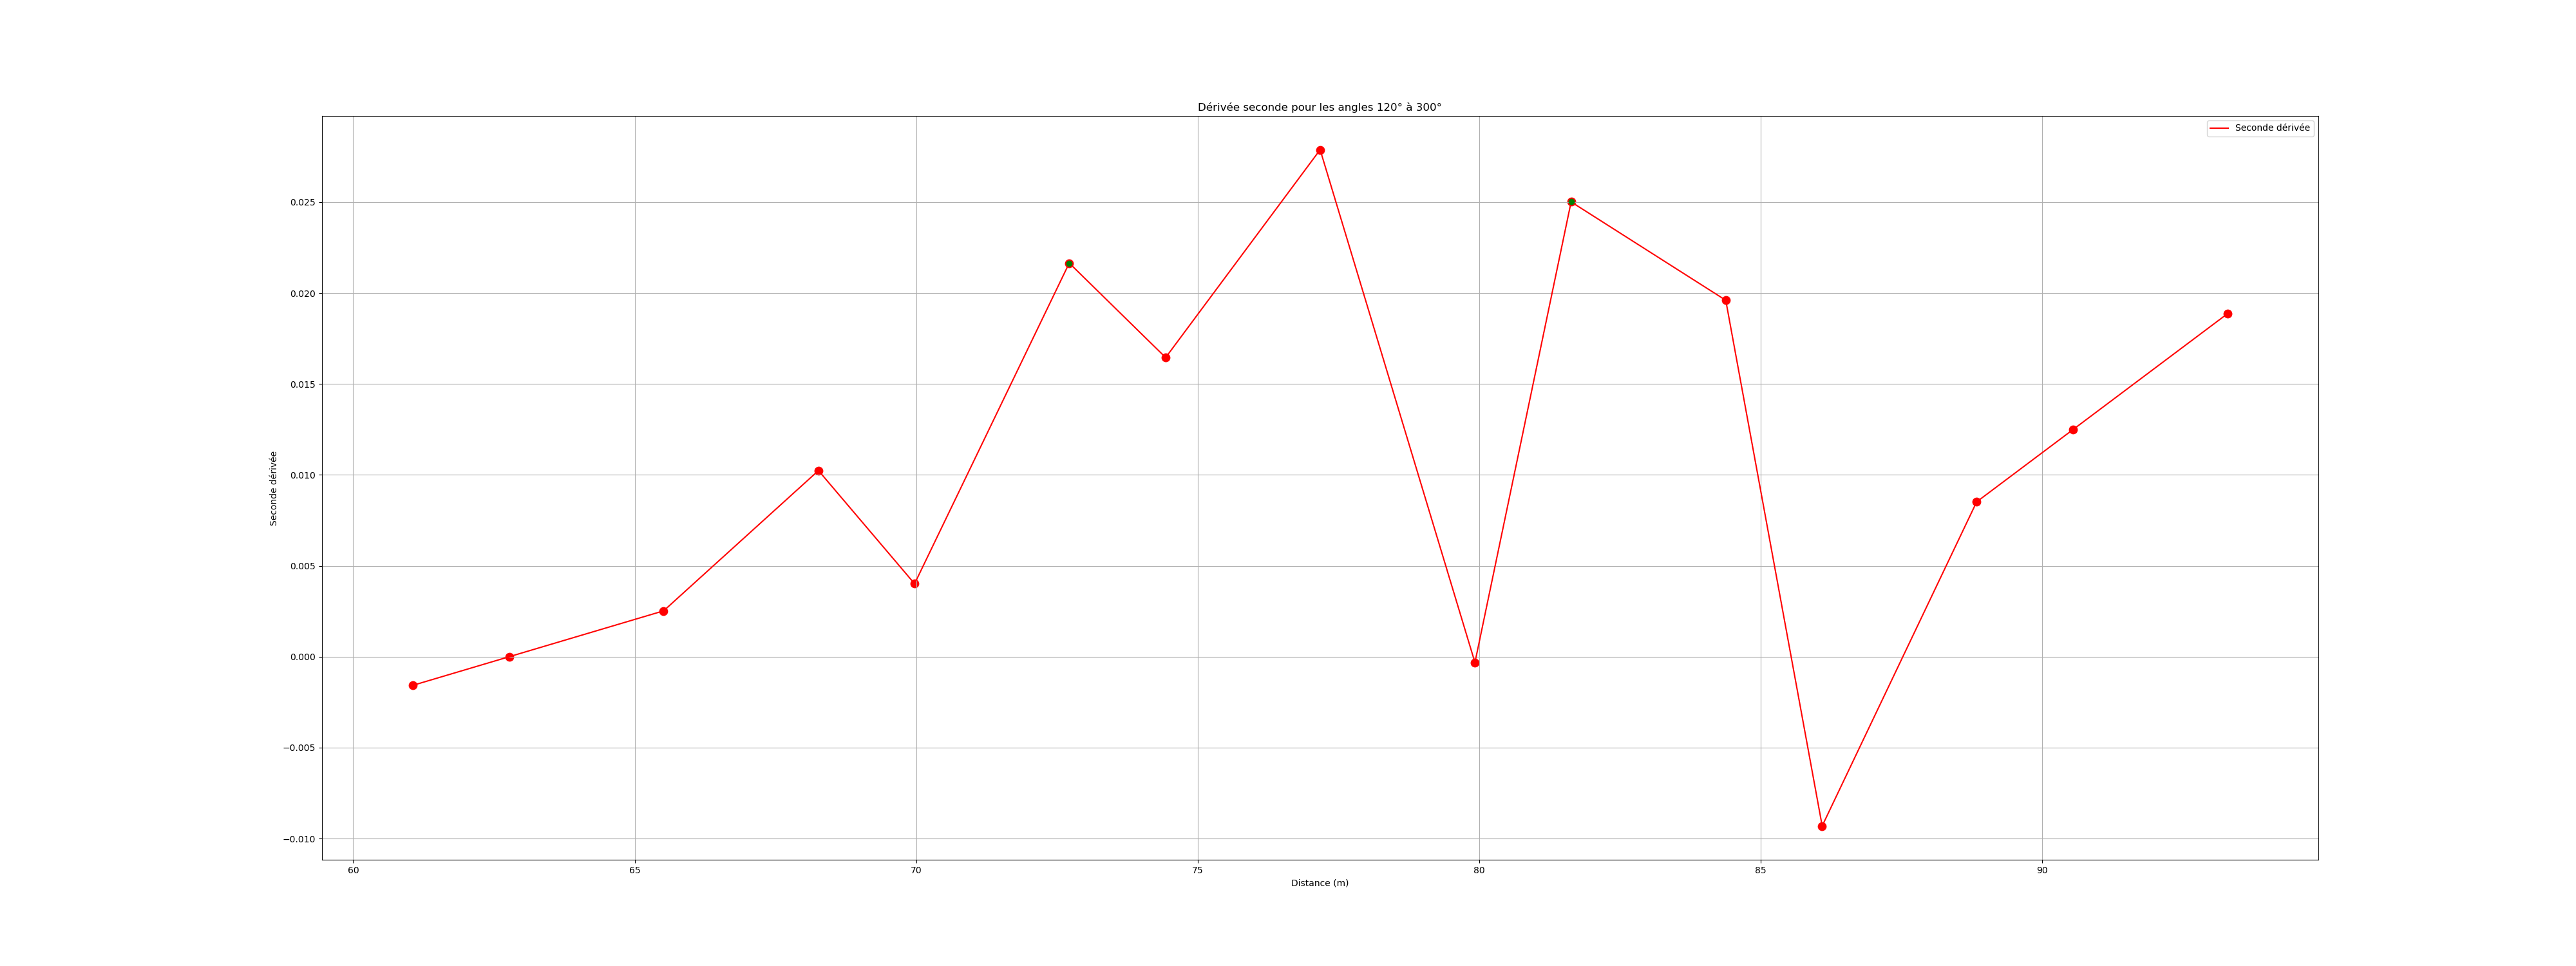 Dérivée seconde pour les angles 120° à 300°
Seconde dérivée
0.025
0.020
0.015
0.010
0.005
0.000
−0.005
−0.010
Seconde dérivée
60 65 70 75 80 85 90
Distance (m)